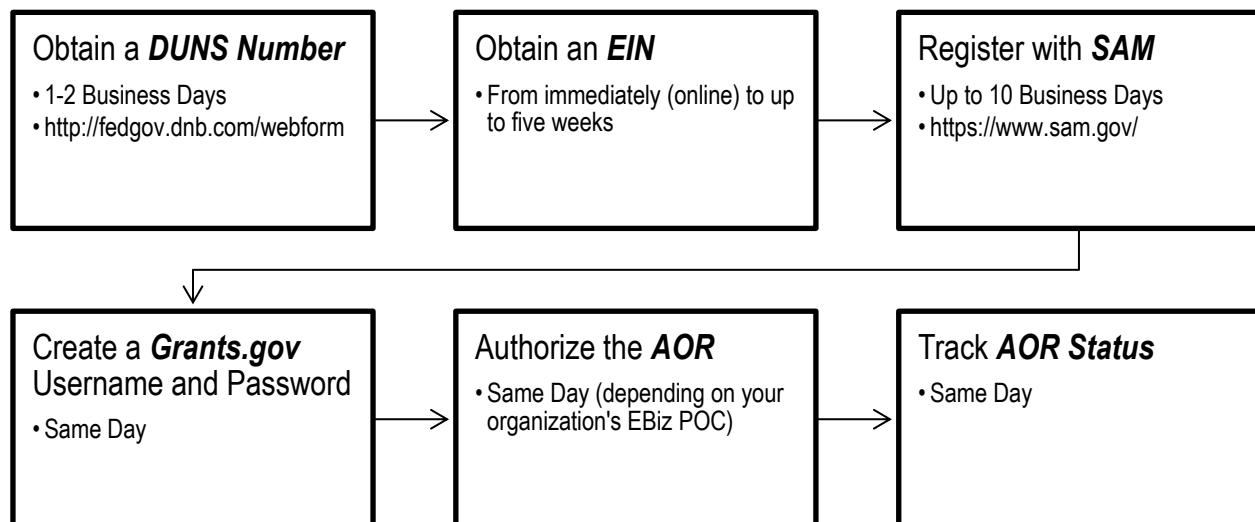 Obtain a DUNS Number
• 1-2 Business Days
• http://fedgov.dnb.com/webform
Obtain an EIN
• From immediately (online) to up
to five weeks
Register with SAM
• Up to 10 Business Days
• https://www.sam.gov/
Create a Grants.gov
Username and Password
• Same Day
Authorize the AOR
• Same Day (depending on your
organization's EBiz POC)
Track AOR Status
• Same Day